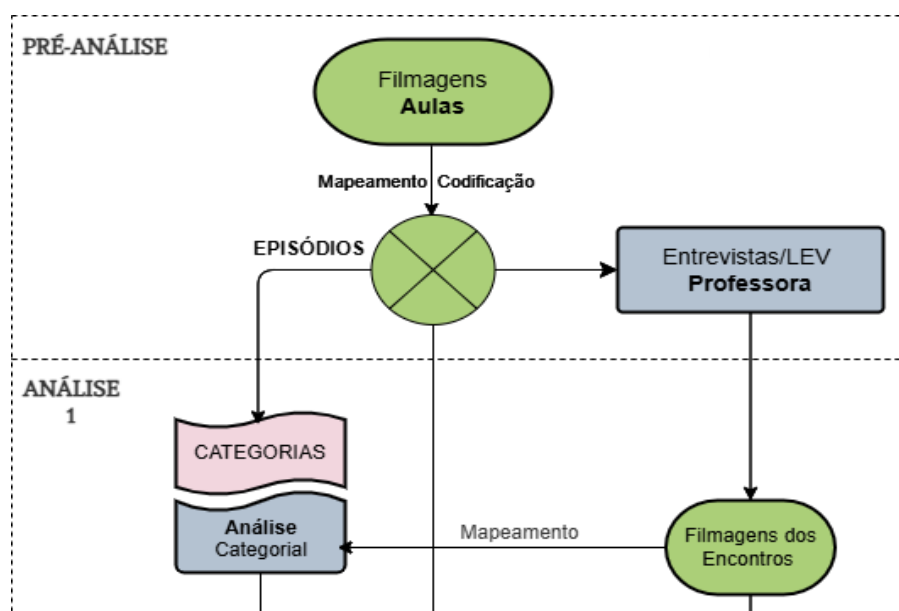 PRÉ-ANÁLISE
Filmagens
Aulas
Mapeamento Codificação
EPISÓDIOS
Entrevistas/LEV
Professora
ANÁLISE
1
CATEGORIAS
Análise
Categorial
Mapeamento
Filmagens dos
Encontros